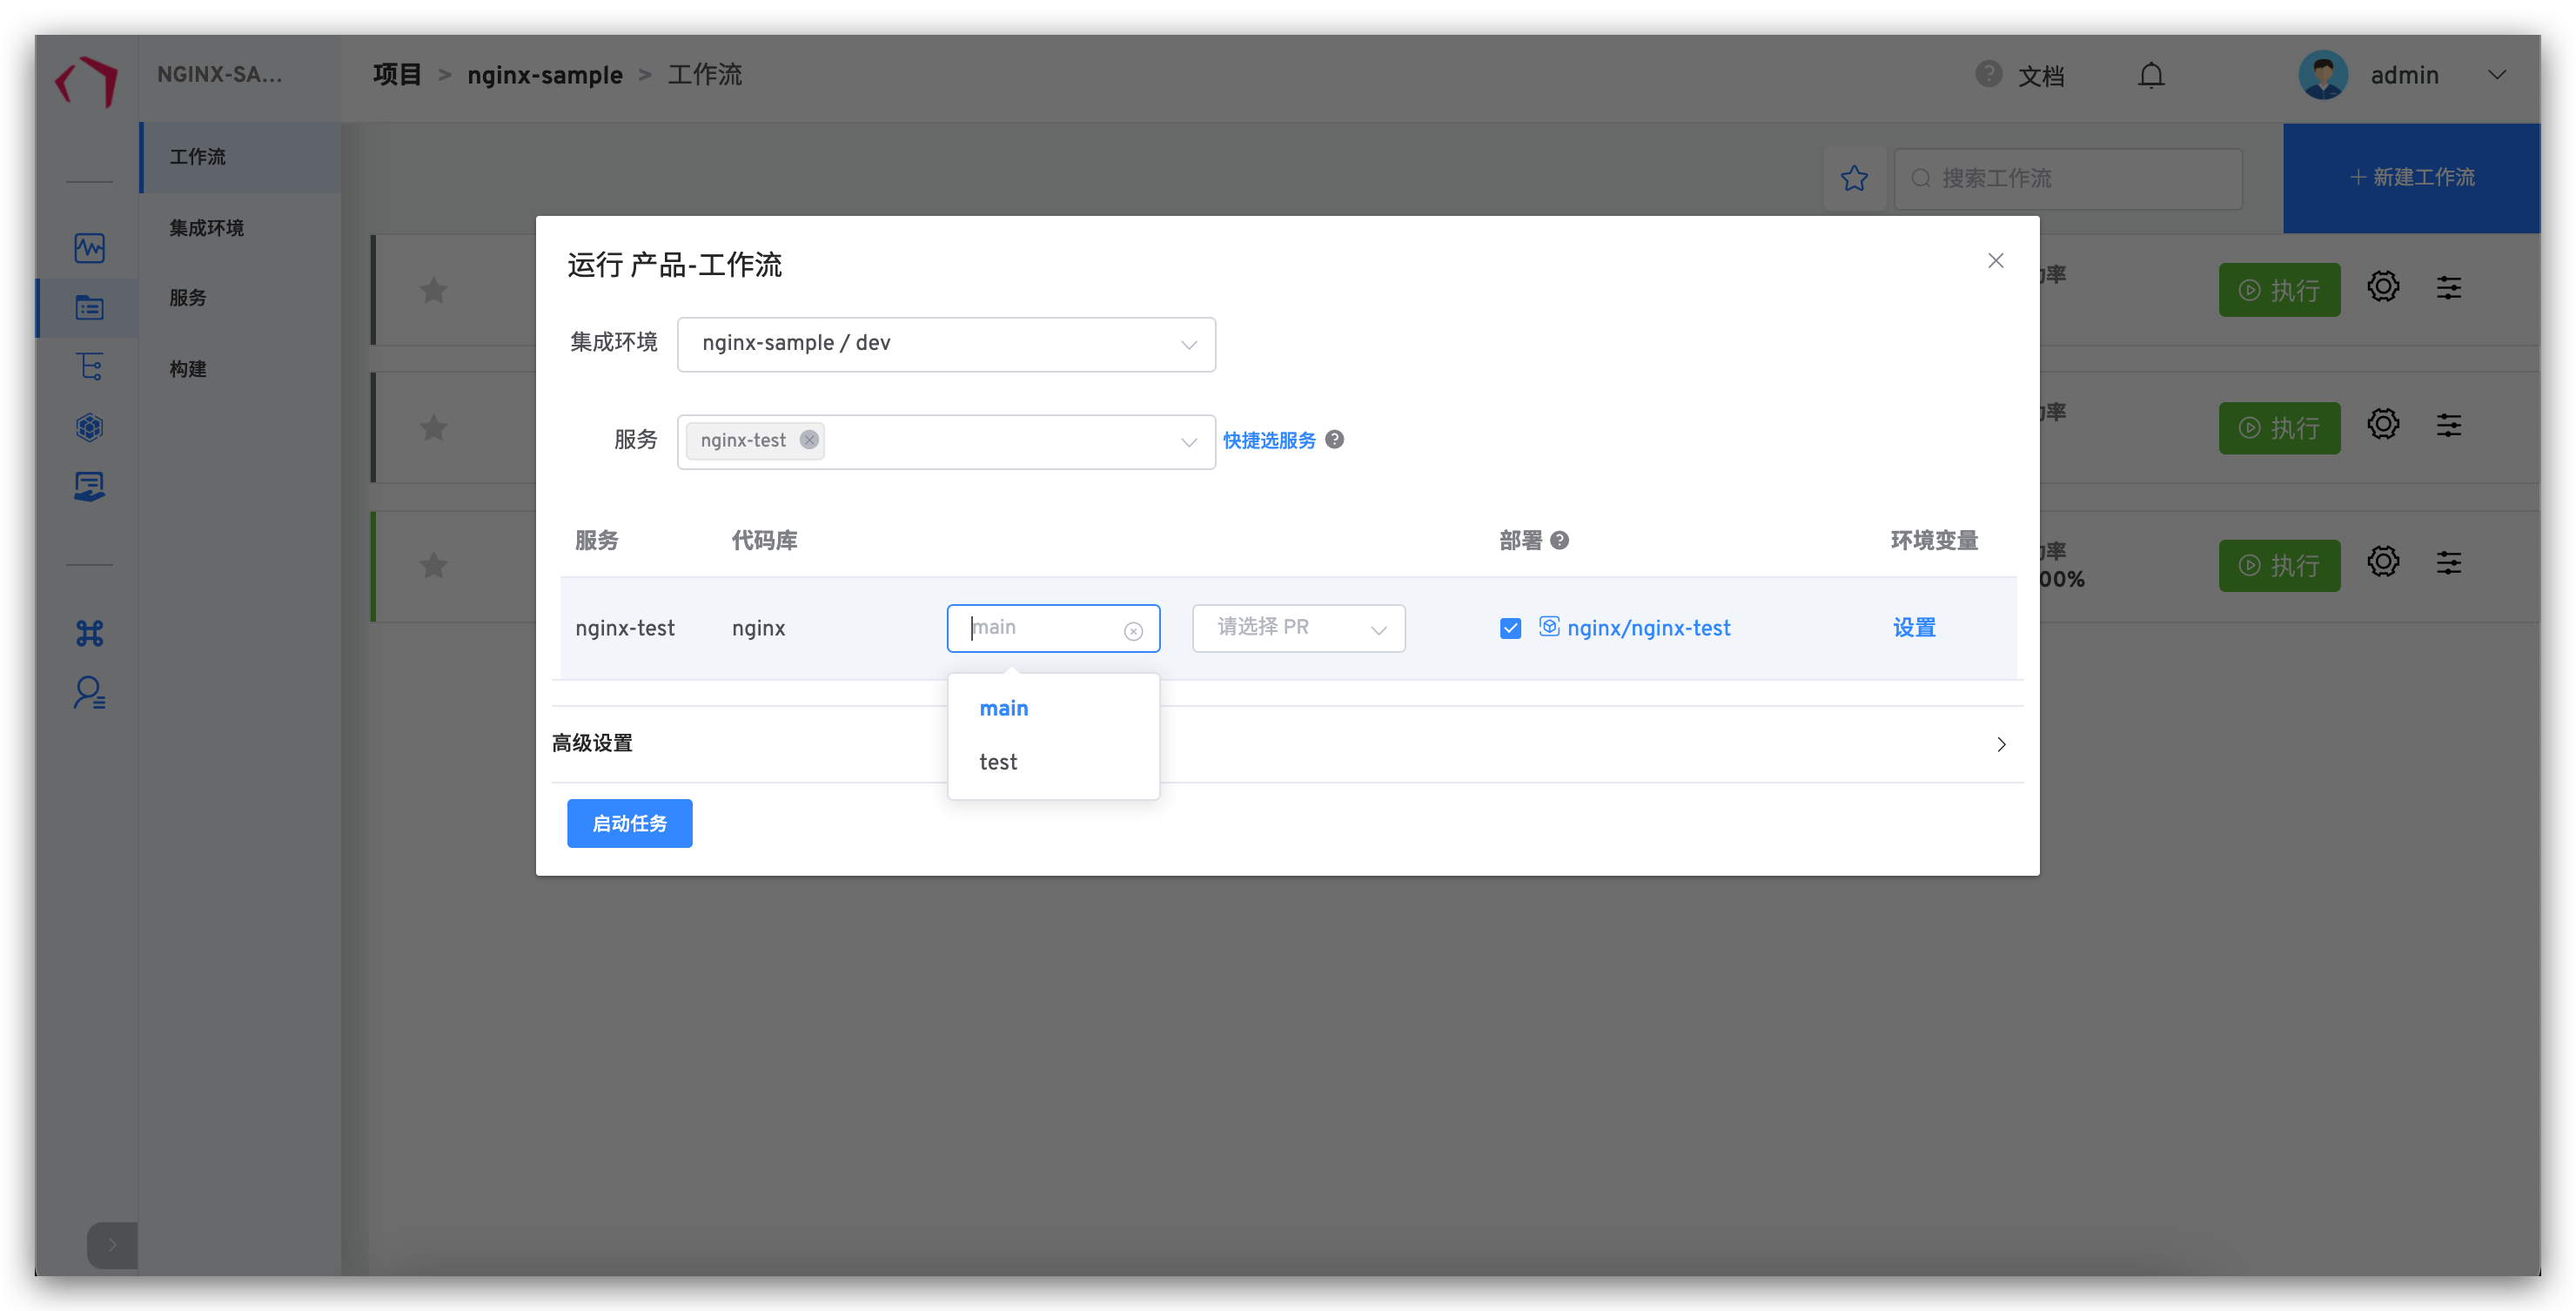 NGINX-SA...
项目 > nginx-sample > 工作流
文档
admin
工作流
集成环境
服务
构建
搜索工作流
+ 新建工作流
运行 产品-工作流
集成环境
nginx-sample / dev
服务
nginx-test
快捷选服务
服务 代码库 部署 环境变量
nginx-test nginx main 请选择 PR nginx/nginx-test 设置
main
test
高级设置
启动任务
率
执行
率
执行
率
00%
执行